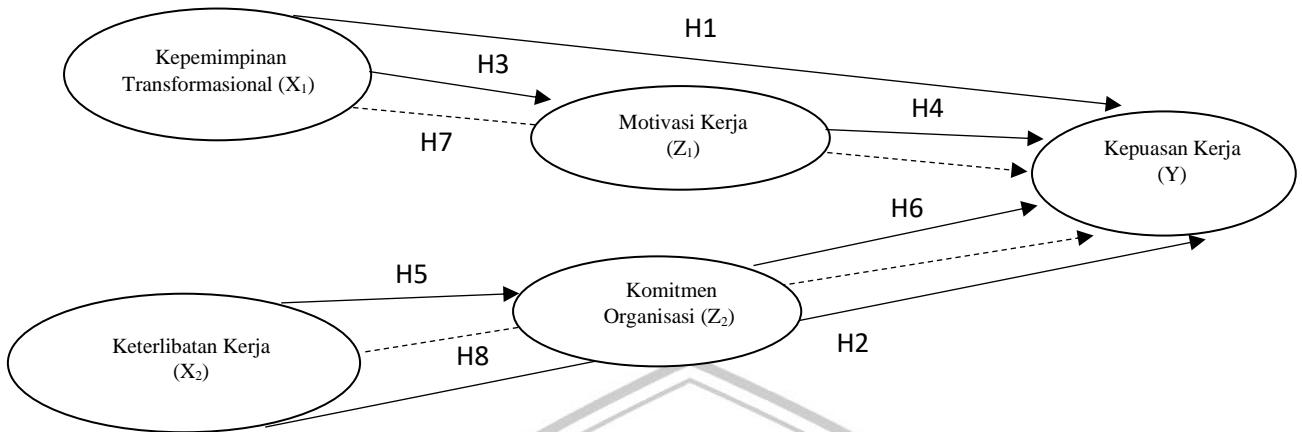 H1
Kepemimpinan
Transformasional (X₁)
H3
H7
Motivasi Kerja
(Z₁)
H4
Kepuasan Kerja
(Y)
H6
H5
Komitmen
Organisasi (Z₂)
Keterlibatan Kerja
(X₂)
H8
H2